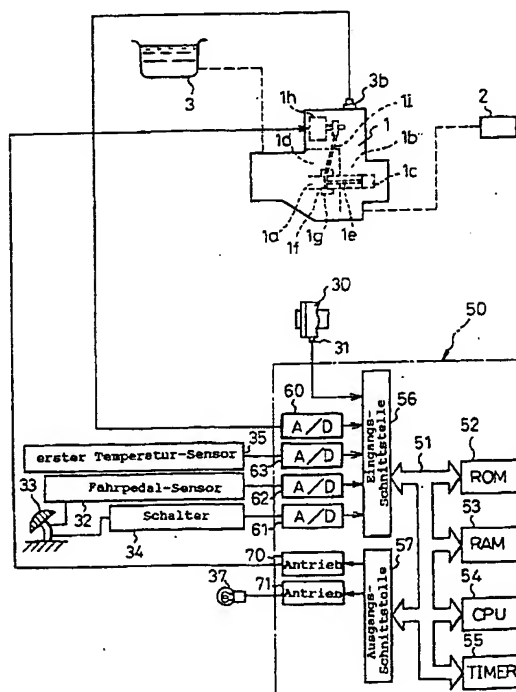 3
3b
1h
1i
1
2
1d
1b
1c
1a
1f
1g
1e
30
31
50
60
A/D
56
Eingangs-Schnittstelle
51
52
ROM
erster Temperatur-Sensor
35
63
A/D
33
Fahrpedal-Sensor
62
A/D
53
RAM
32
Schalter
61
A/D
34
70
Antrieb
57
54
CPU
37
71
Antrieb
Ausgangs-Schnittstolle
55
TIMER